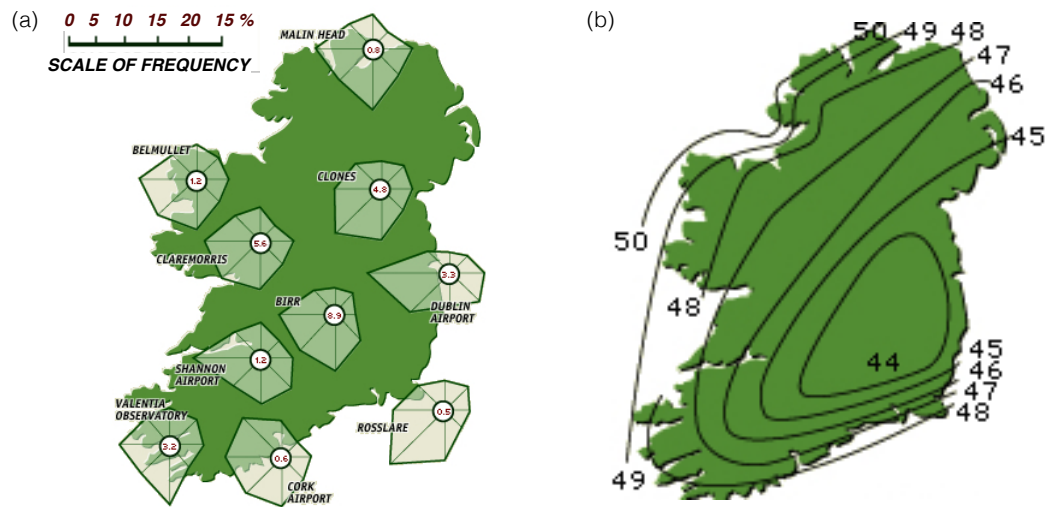 (a)
0 5 10 15 20 15 %
SCALE OF FREQUENCY
MALIN HEAD
0.8
BELMULLET
1.2
CLONES
4.8
CLAREMORRIS
5.6
BIRR
8.9
3.3
DUBLIN
AIRPORT
SHANNON
AIRPORT
1.2
VALENTIA
OBSERVATORY
3.2
ROSSLARE
0.5
0.6
CORK
AIRPORT
(b)
50 49 48
47
46
45
50
48
44
45
46
47
48
49